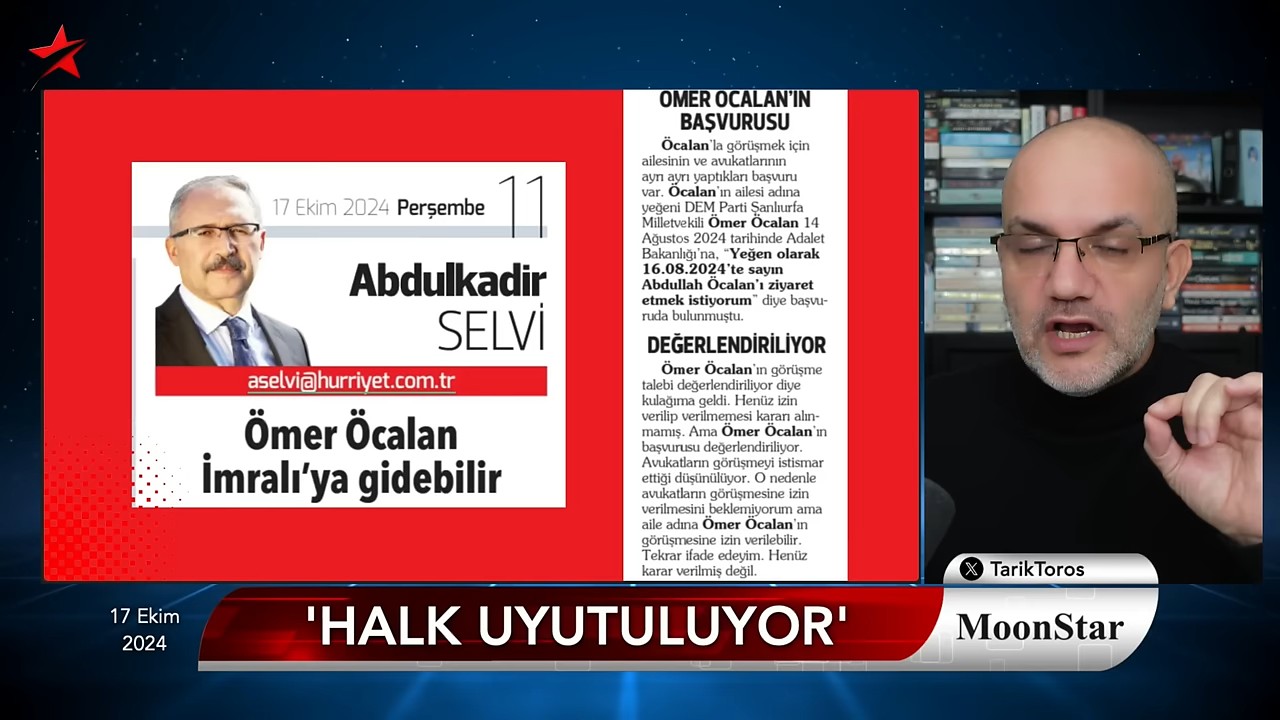 17 Ekim 2024 Perşembe 11
Abdulkadir
SELVİ
aselvi@hurriyet.com.tr
Ömer Öcalan
İmralı’ya gidebilir
ÖMER ÖCALAN’IN
BAŞVURUSU
Öcalan’la görüşmek için
ailesinin ve avukatlarının
ayrı ayrı yaptıkları başvuru
var. Öcalan’ın ailesi adına
yeğeni DEM Parti Şanlıurfa
Milletvekili Ömer Öcalan 14
Ağustos 2024 tarihinde Adalet
Bakanlığı’na, “Yeğen olarak
16.08.2024’te sayın
Abdullah Öcalan’ı ziyaret
etmek istiyorum” diye başvu-
ruda bulunmuştu.
DEĞERLENDİRİLİYOR
Ömer Öcalan’ın görüşme
talebi değerlendiriliyor diye
kulağıma geldi. Henüz izin
verilip verilmemesi kararı alın-
mamış. Ama Ömer Öcalan’ın
başvurusu değerlendiriliyor.
Avukatların görüşmeyi istismar
ettiği düşünülüyor. O nedenle
avukatların görüşmesine izin
verilmesini beklemiyorum ama
aile adına Ömer Öcalan’ın
görüşmesine izin verilebilir.
Tekrar ifade edeyim. Henüz
karar verilmiş değil.
TarikToros
17 Ekim
2024
'HALK UYUTULUYOR'
MoonStar